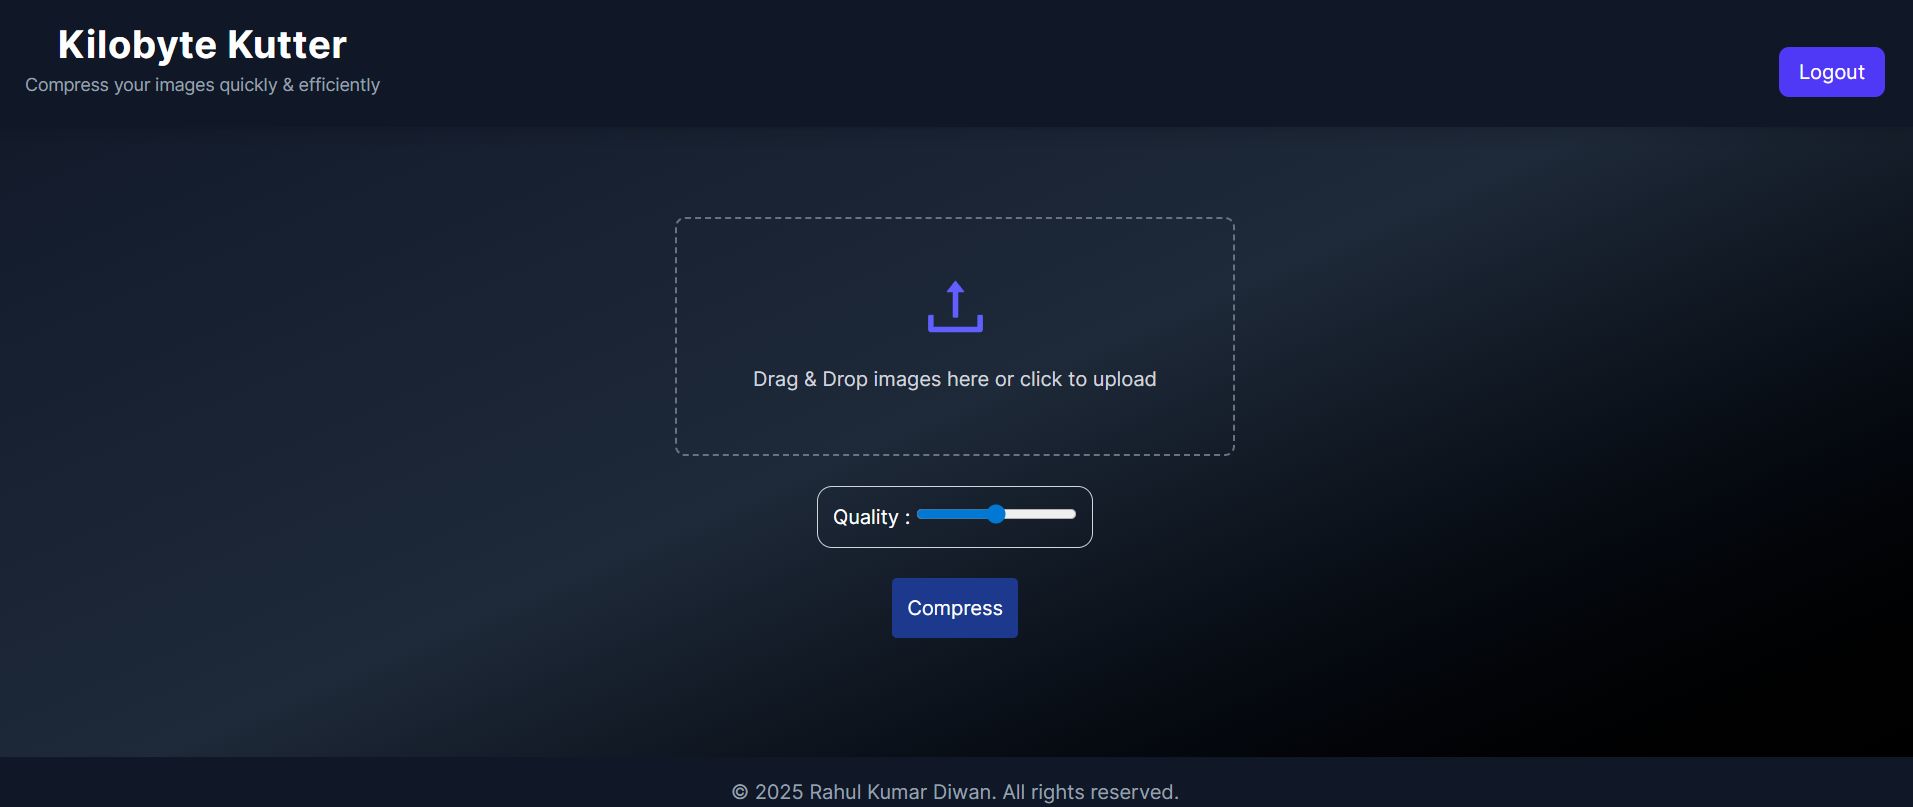 Kilobyte Kutter
Compress your images quickly & efficiently
Logout
Drag & Drop images here or click to upload
Quality :
Compress
© 2025 Rahul Kumar Diwan. All rights reserved.